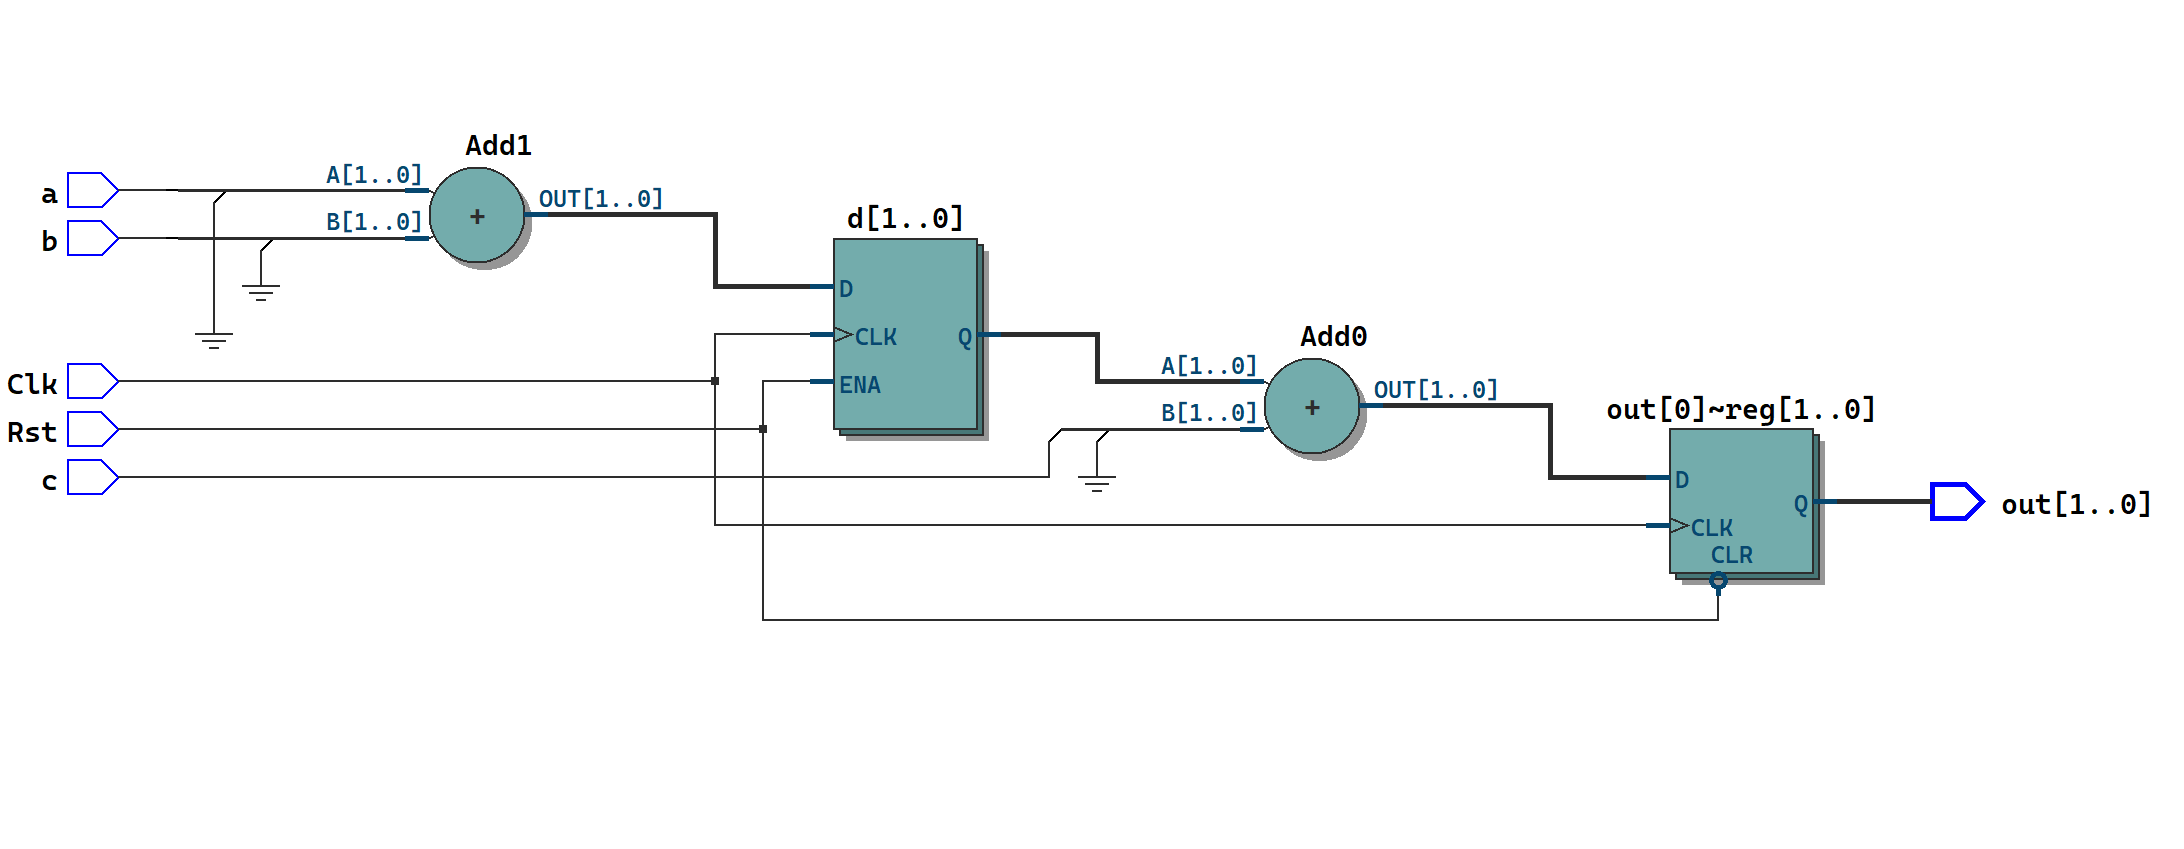 Add1
a
A[1..0]
b
B[1..0]
+
OUT[1..0]
d[1..0]
D
CLK
Q
ENA
Clk
Rst
c
Add0
A[1..0]
B[1..0]
+
OUT[1..0]
out[0]~reg[1..0]
D
Q
CLK
CLR
out[1..0]